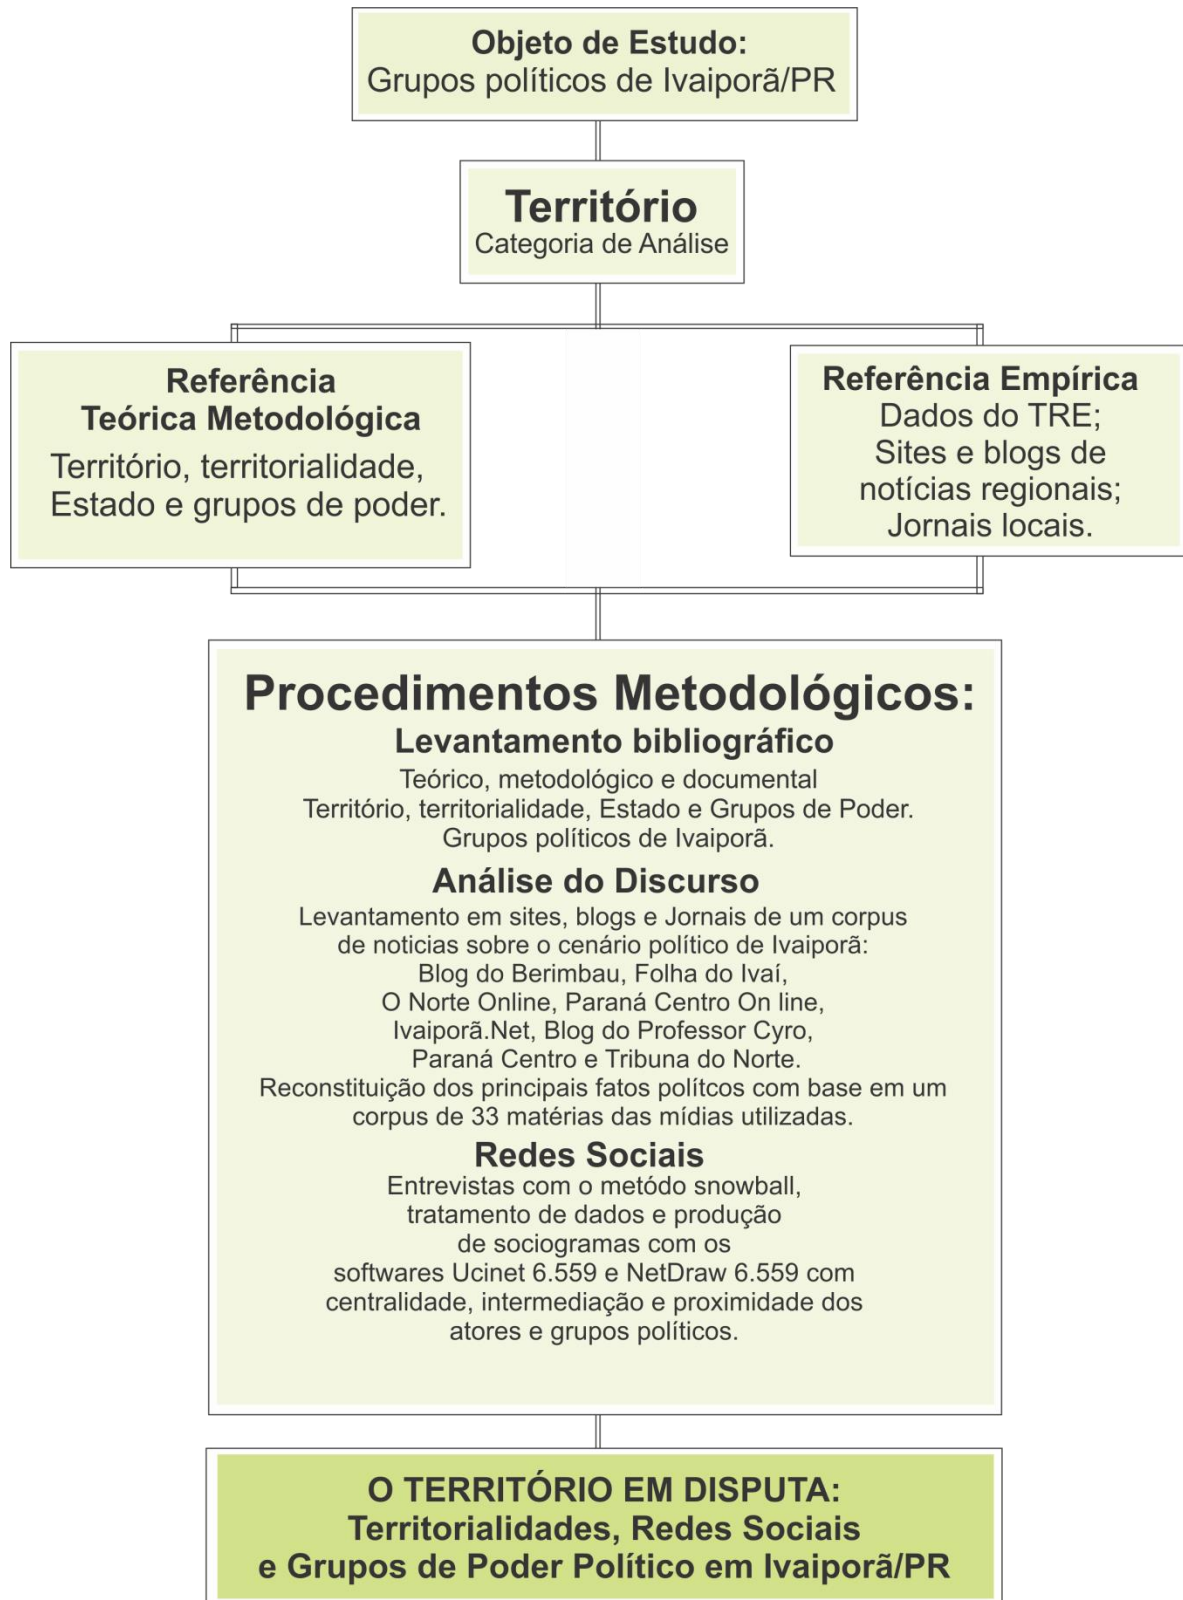 Objeto de Estudo:
Grupos políticos de Ivaiporã/PR
Território
Categoria de Análise
Referência
Teórica Metodológica
Território, territorialidade,
Estado e grupos de poder.
Referência Empírica
Dados do TRE;
Sites e blogs de
notícias regionais;
Jornais locais.
Procedimentos Metodológicos:
Levantamento bibliográfico
Teórico, metodológico e documental
Território, territorialidade, Estado e Grupos de Poder.
Grupos políticos de Ivaiporã.
Análise do Discurso
Levantamento em sites, blogs e Jornais de um corpus
de noticias sobre o cenário político de Ivaiporã:
Blog do Berimbau, Folha do Ivaí,
O Norte Online, Paraná Centro On line,
Ivaiporã.Net, Blog do Professor Cyro,
Paraná Centro e Tribuna do Norte.
Reconstituição dos principais fatos polítcos com base em um
corpus de 33 matérias das mídias utilizadas.
Redes Sociais
Entrevistas com o metódo snowball,
tratamento de dados e produção
de sociogramas com os
softwares Ucinet 6.559 e NetDraw 6.559 com
centralidade, intermediação e proximidade dos
atores e grupos políticos.
O TERRITÓRIO EM DISPUTA:
Territorialidades, Redes Sociais
e Grupos de Poder Político em Ivaiporã/PR